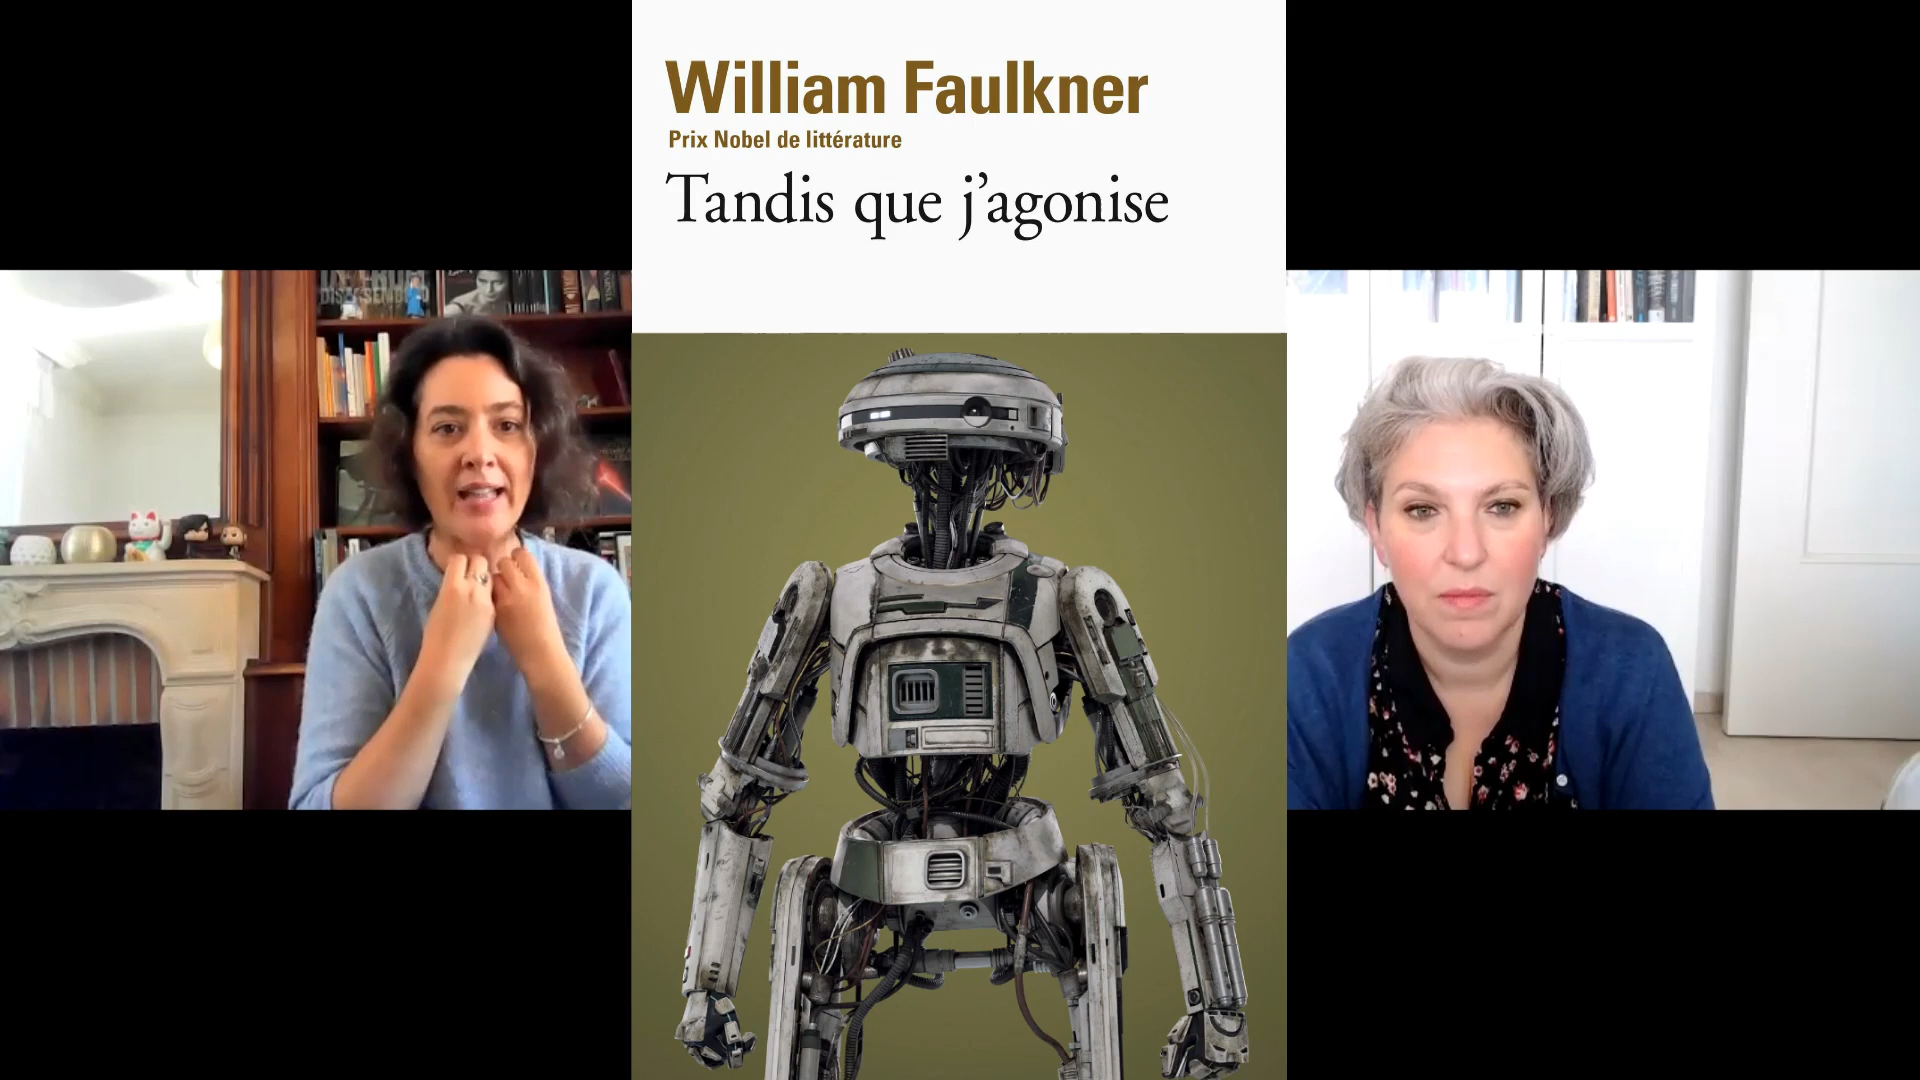 William Faulkner
Prix Nobel de littérature
Tandis que j’agonise